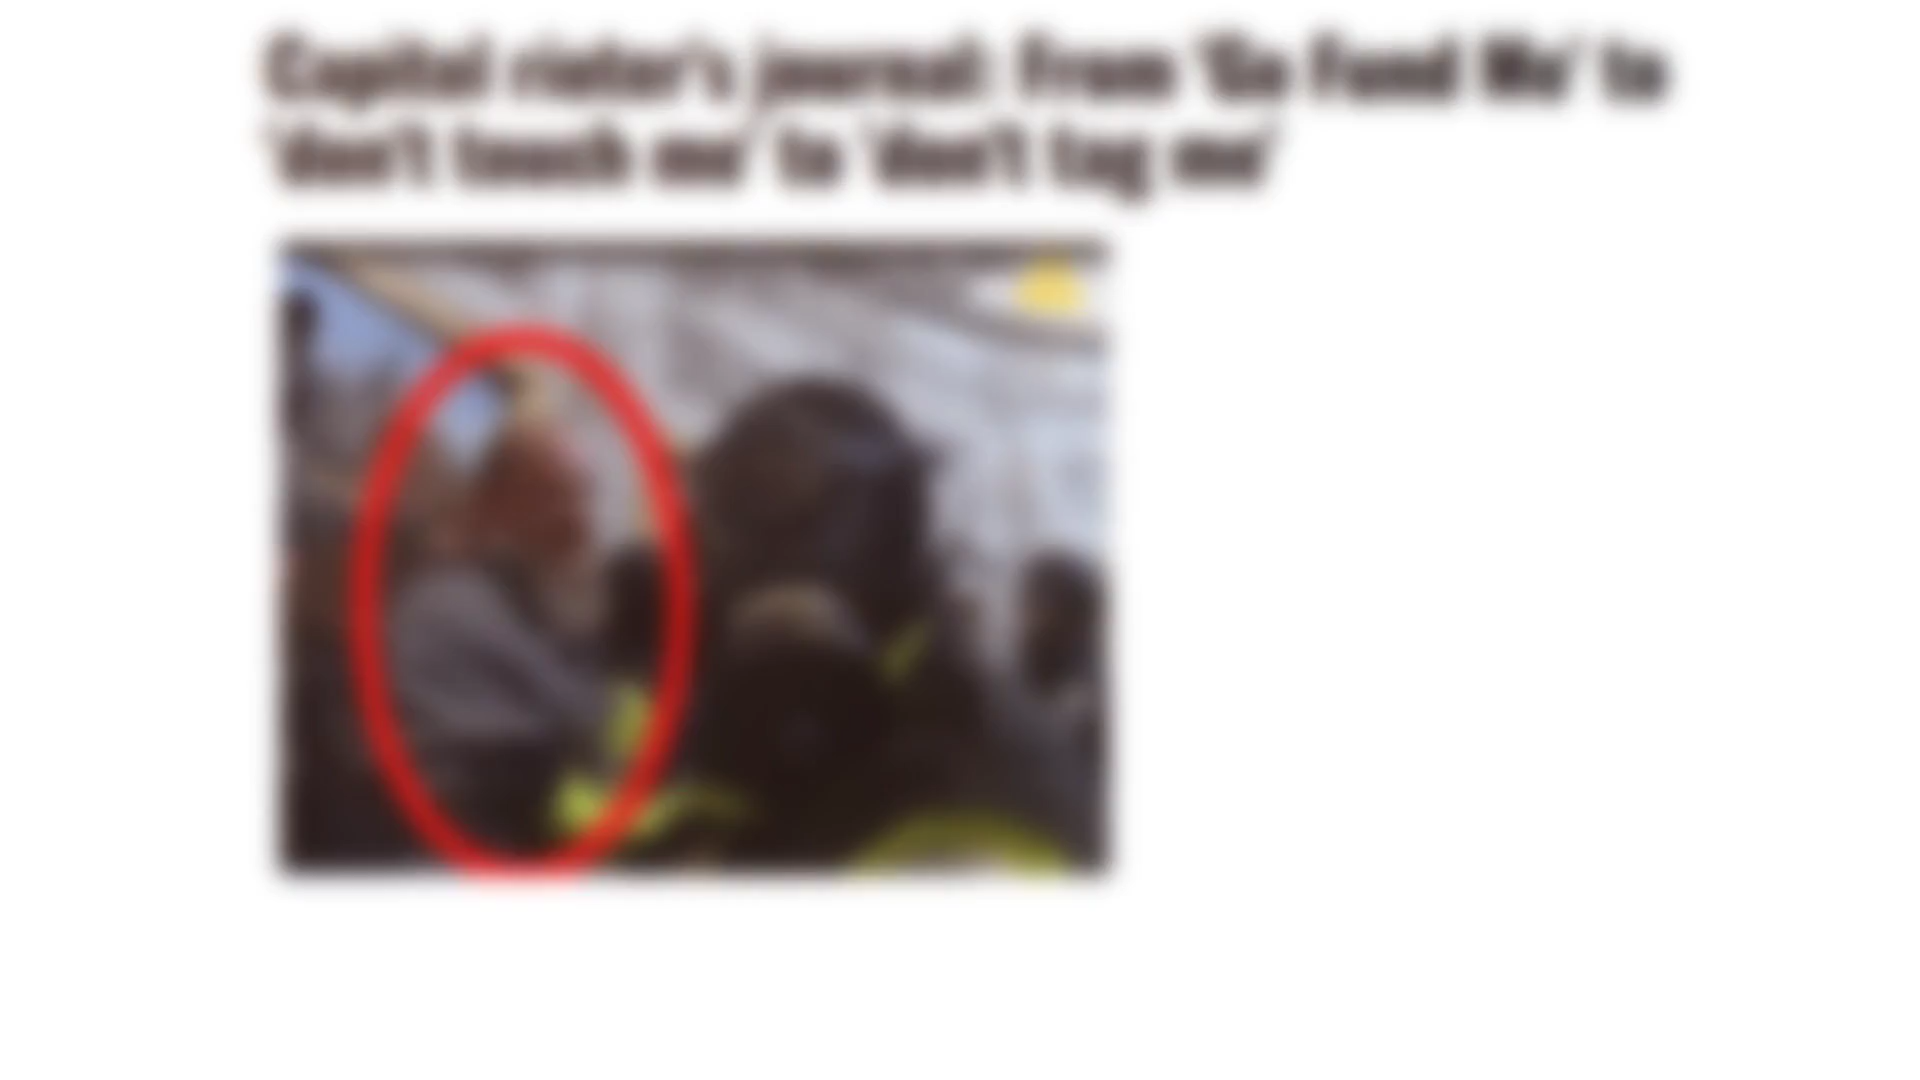 Capitol rioter's journal: From 'Go Fund Me' to
'don't touch me' to 'don't tag me'